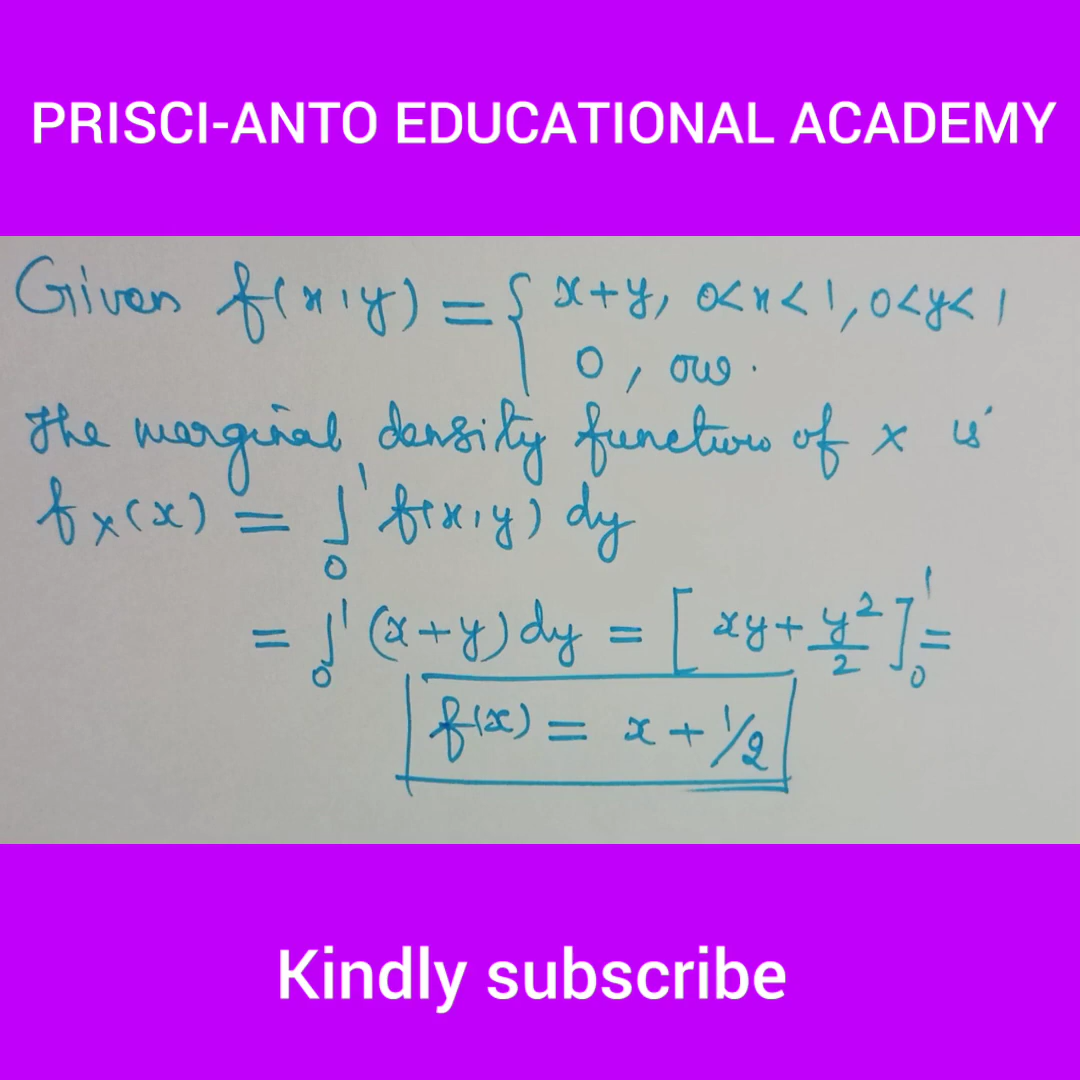 PRISCI-ANTO EDUCATIONAL ACADEMY
Given f(x,y) = { x+y, 0<x<1, 0<y<1
0, ow.
The marginal density function of x is
f_X(x) = ∫₀¹ f(x,y) dy
= ∫₀¹ (x+y) dy = [xy + y²/2]₀¹ =
f(x) = x + 1/2
Kindly subscribe